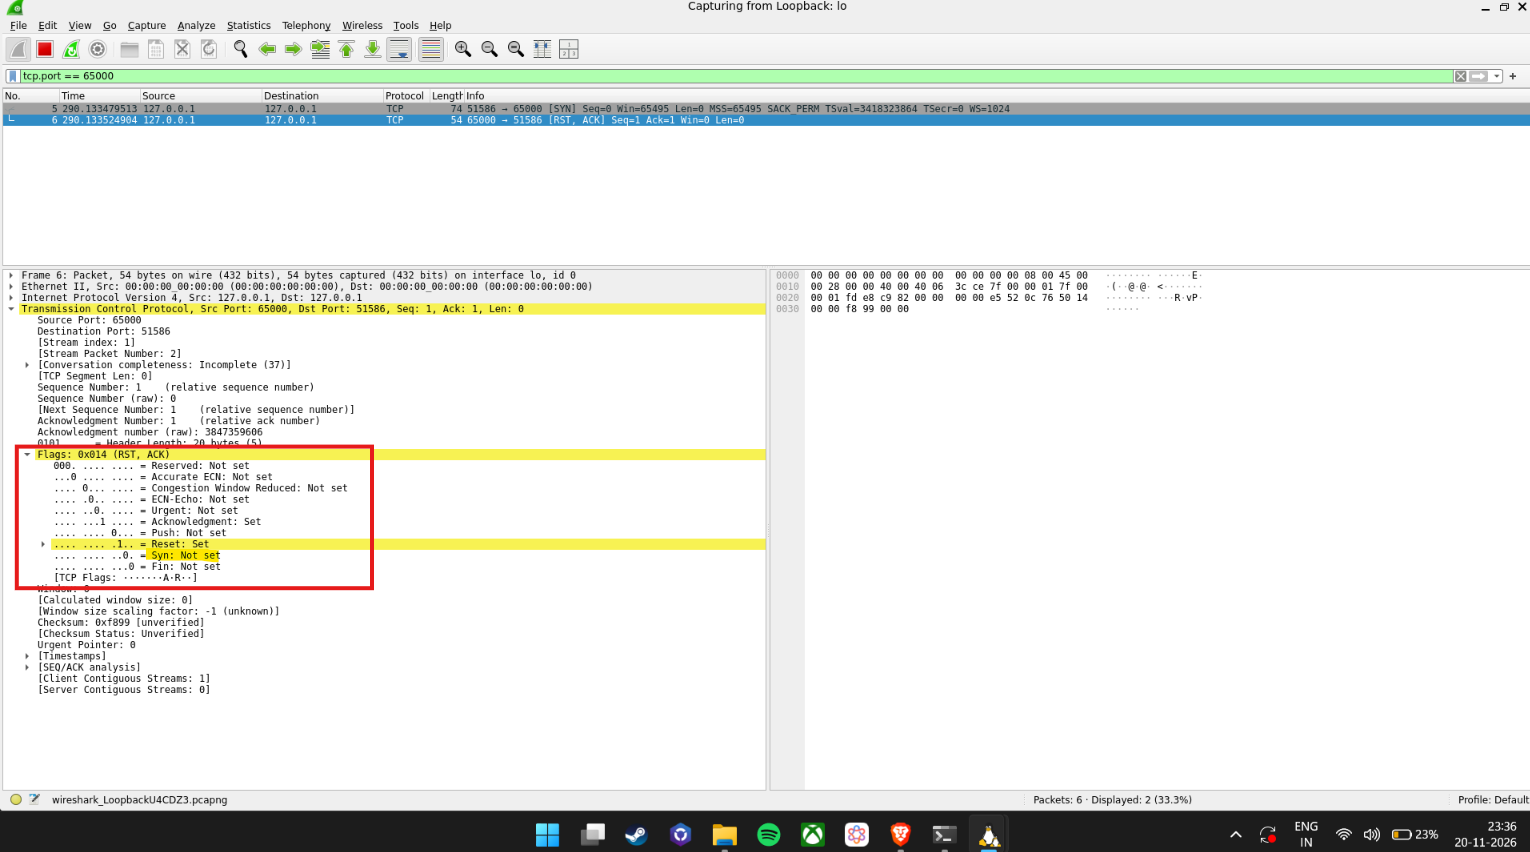 Capturing from Loopback: lo
File Edit View Go Capture Analyze Statistics Telephony Wireless Tools Help
tcp.port == 65000
No. Time Source Destination Protocol Length Info
5 290.133479513 127.0.0.1 127.0.0.1 TCP 74 51586 → 65000 [SYN] Seq=0 Win=65495 Len=0 MSS=65495 SACK_PERM TSval=3418323864 TSecr=0 WS=1024
6 290.133524904 127.0.0.1 127.0.0.1 TCP 54 65000 → 51586 [RST, ACK] Seq=1 Ack=1 Win=0 Len=0
Frame 6: Packet, 54 bytes on wire (432 bits), 54 bytes captured (432 bits) on interface lo, id 0
Ethernet II, Src: 00:00:00_00:00:00 (00:00:00:00:00:00), Dst: 00:00:00_00:00:00 (00:00:00:00:00:00)
Internet Protocol Version 4, Src: 127.0.0.1, Dst: 127.0.0.1
Transmission Control Protocol, Src Port: 65000, Dst Port: 51586, Seq: 1, Ack: 1, Len: 0
Source Port: 65000
Destination Port: 51586
[Stream index: 1]
[Stream Packet Number: 2]
[Conversation completeness: Incomplete (37)]
[TCP Segment Len: 0]
Sequence Number: 1    (relative sequence number)
Sequence Number (raw): 0
[Next Sequence Number: 1    (relative sequence number)]
Acknowledgment Number: 1    (relative ack number)
Acknowledgment number (raw): 3847359606
0101 .... = Header Length: 20 bytes (5)
Flags: 0x014 (RST, ACK)
000. .... .... = Reserved: Not set
...0 .... .... = Accurate ECN: Not set
.... 0... .... = Congestion Window Reduced: Not set
.... .0.. .... = ECN-Echo: Not set
.... ..0. .... = Urgent: Not set
.... ...1 .... = Acknowledgment: Set
.... .... 0... = Push: Not set
.... .... .1.. = Reset: Set
.... .... ..0. = Syn: Not set
.... .... ...0 = Fin: Not set
[TCP Flags: ·······A·R··]
Window: 0
[Calculated window size: 0]
[Window size scaling factor: -1 (unknown)]
Checksum: 0xf899 [unverified]
[Checksum Status: Unverified]
Urgent Pointer: 0
[Timestamps]
[SEQ/ACK analysis]
[Client Contiguous Streams: 1]
[Server Contiguous Streams: 0]
0000 00 00 00 00 00 00 00 00 00 00 00 00 08 00 45 00 ········ ······E·
0010 00 28 00 00 40 00 40 06 3c ce 7f 00 00 01 7f 00 ·(··@·@· <·······
0020 00 01 fd e8 c9 82 00 00 00 00 e5 52 0c 76 50 14 ········ ···R·vP·
0030 00 00 f8 99 00 00 ······
wireshark_LoopbackU4CDZ3.pcapng
Packets: 6 · Displayed: 2 (33.3%)
Profile: Default
ENG
IN
23%
23:36
20-11-2026